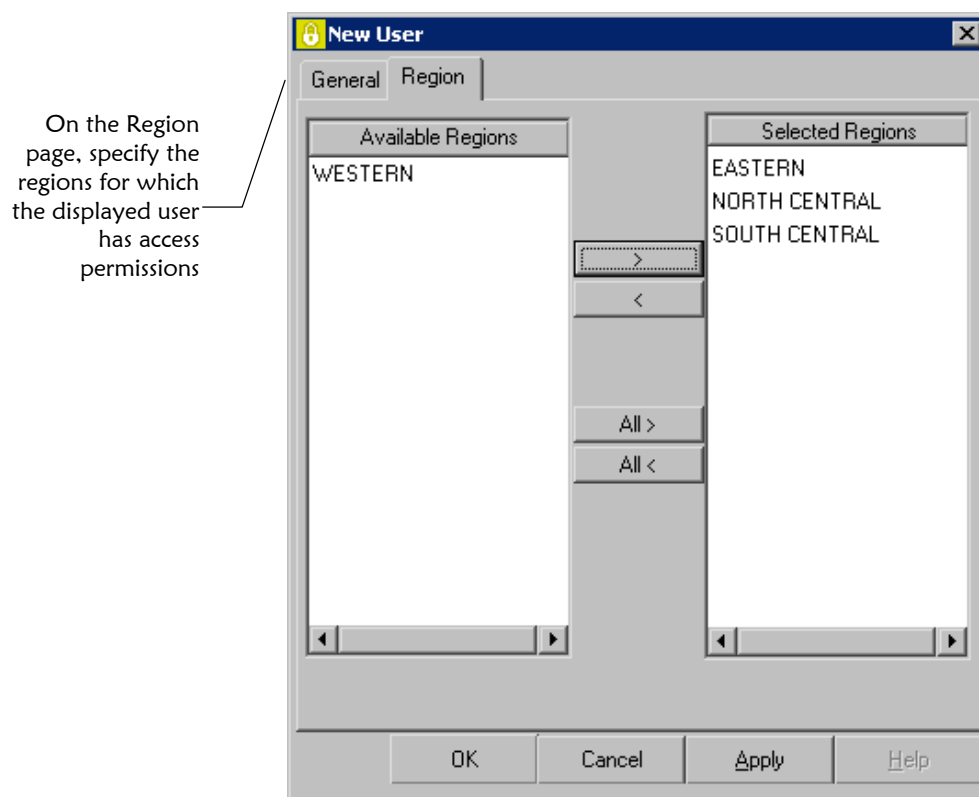 New User
General
Region
On the Region
page, specify the
regions for which
the displayed user
has access
permissions
Available Regions
WESTERN
>
<
All >
All <
Selected Regions
EASTERN
NORTH CENTRAL
SOUTH CENTRAL
OK
Cancel
Apply
Help